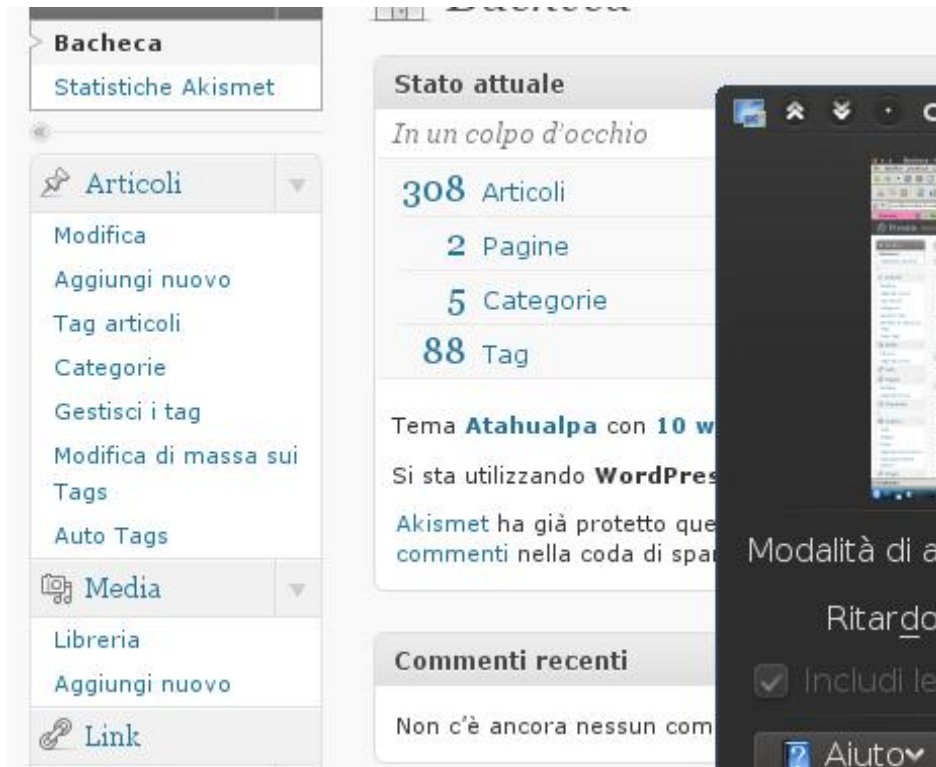 Bacheca
Bacheca
Statistiche Akismet
Articoli
Modifica
Aggiungi nuovo
Tag articoli
Categorie
Gestisci i tag
Modifica di massa sui
Tags
Auto Tags
Media
Libreria
Aggiungi nuovo
Link
Stato attuale
In un colpo d'occhio
308 Articoli
2 Pagine
5 Categorie
88 Tag
Tema Atahualpa con 10 w
Si sta utilizzando WordPres
Akismet ha già protetto que
commenti nella coda di spa
Commenti recenti
Non c'è ancora nessun com
Modalità di a
Ritardo
Includi le
Aiuto